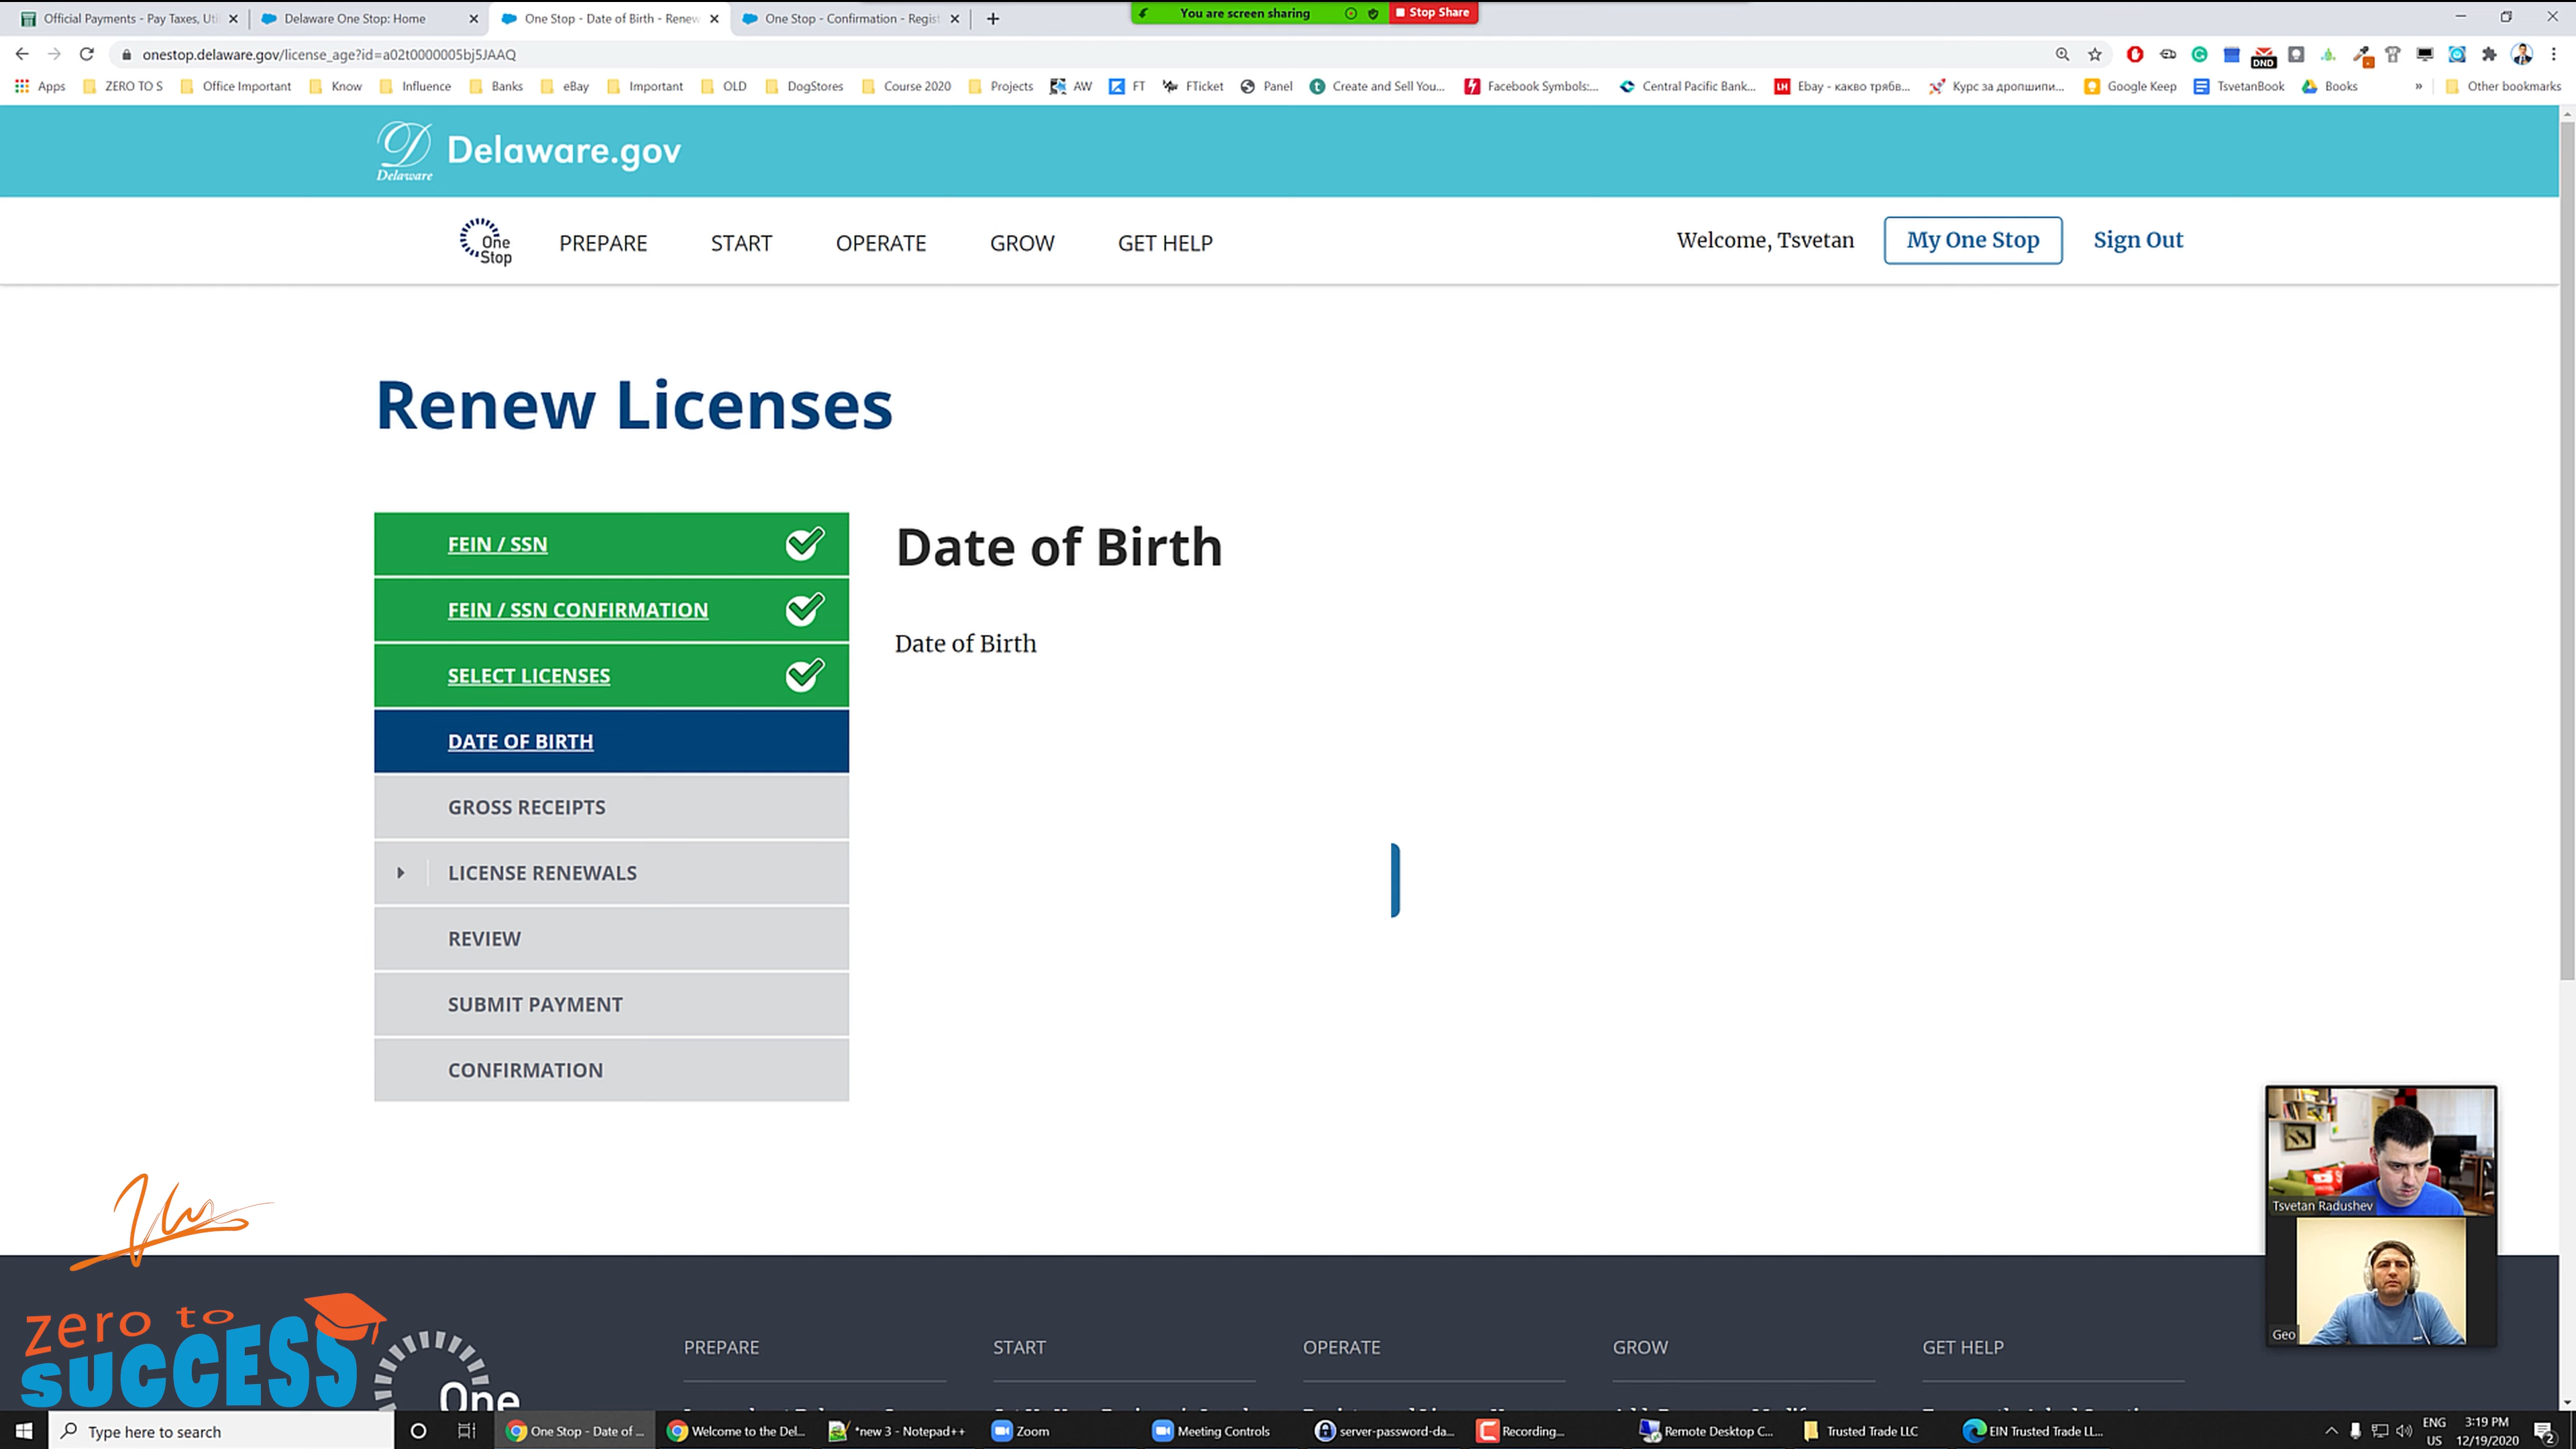 Official Payments - Pay Taxes, Uti
Delaware One Stop: Home
One Stop - Date of Birth - Renew
One Stop - Confirmation - Regist
You are screen sharing
Stop Share
onestop.delaware.gov/license_age?id=a02t0000005bj5JAAQ
DND
Apps
ZERO TO S
Office Important
Know
Influence
Banks
eBay
Important
OLD
DogStores
Course 2020
Projects
AW
FT
FTicket
Panel
Create and Sell You...
Facebook Symbols:...
Central Pacific Bank...
LH
Ebay - какво трябв...
Курс за дропшипи...
Google Keep
TsvetanBook
Books
»
Other bookmarks
Delaware
Delaware.gov
One Stop
PREPARE
START
OPERATE
GROW
GET HELP
Welcome, Tsvetan
My One Stop
Sign Out
Renew Licenses
FEIN / SSN
FEIN / SSN CONFIRMATION
SELECT LICENSES
DATE OF BIRTH
GROSS RECEIPTS
LICENSE RENEWALS
REVIEW
SUBMIT PAYMENT
CONFIRMATION
Date of Birth
Date of Birth
Tsvetan Radushev
Geo
zero to
SUCCESS
One
PREPARE
START
OPERATE
GROW
GET HELP
Type here to search
One Stop - Date of ...
Welcome to the Del...
*new 3 - Notepad++
Zoom
Meeting Controls
server-password-da...
Recording...
Remote Desktop C...
Trusted Trade LLC
EIN Trusted Trade LL...
ENG
US
3:19 PM
12/19/2020
2